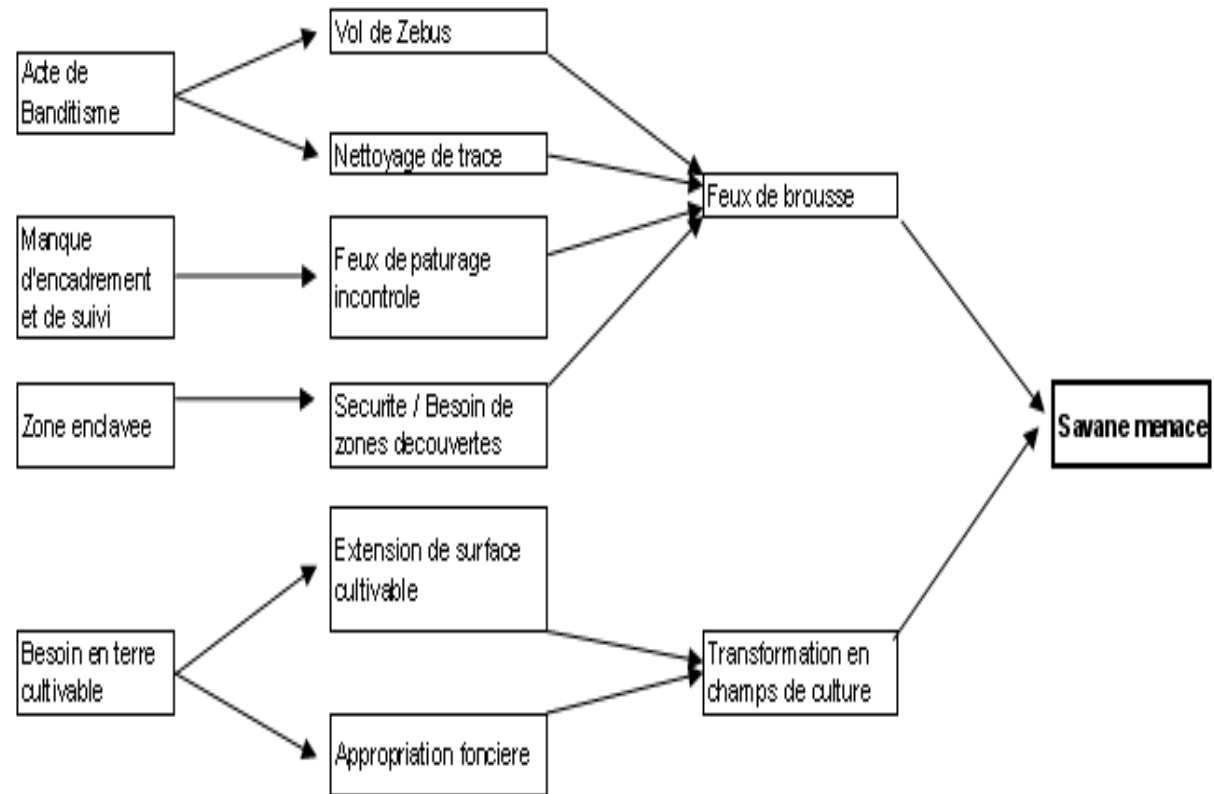 Acte de
Banditisme
Vol de Zebus
Nettoyage de trace
Manque
d'encadrement
et de suivi
Feux de paturage
incontrole
Zone enclavee
Securite / Besoin de
zones decouvertes
Feux de brousse
Besoin en terre
cultivable
Extension de surface
cultivable
Appropriation fonciere
Transformation en
champs de culture
Savane menace